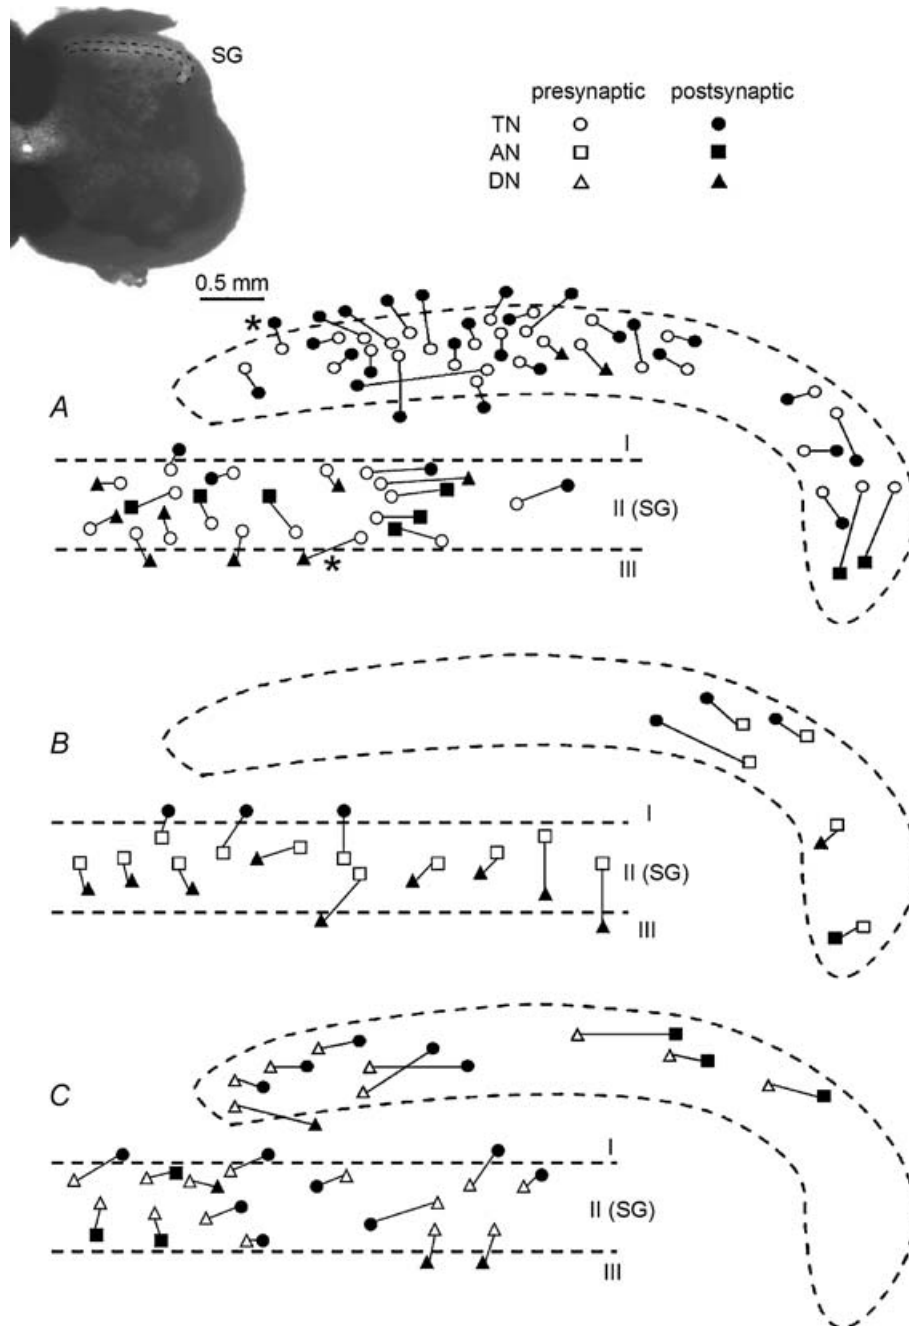 SG
presynaptic postsynaptic
TN
AN
DN
0.5 mm
*
A
I
II (SG)
III
*
B
I
II (SG)
III
C
I
II (SG)
III